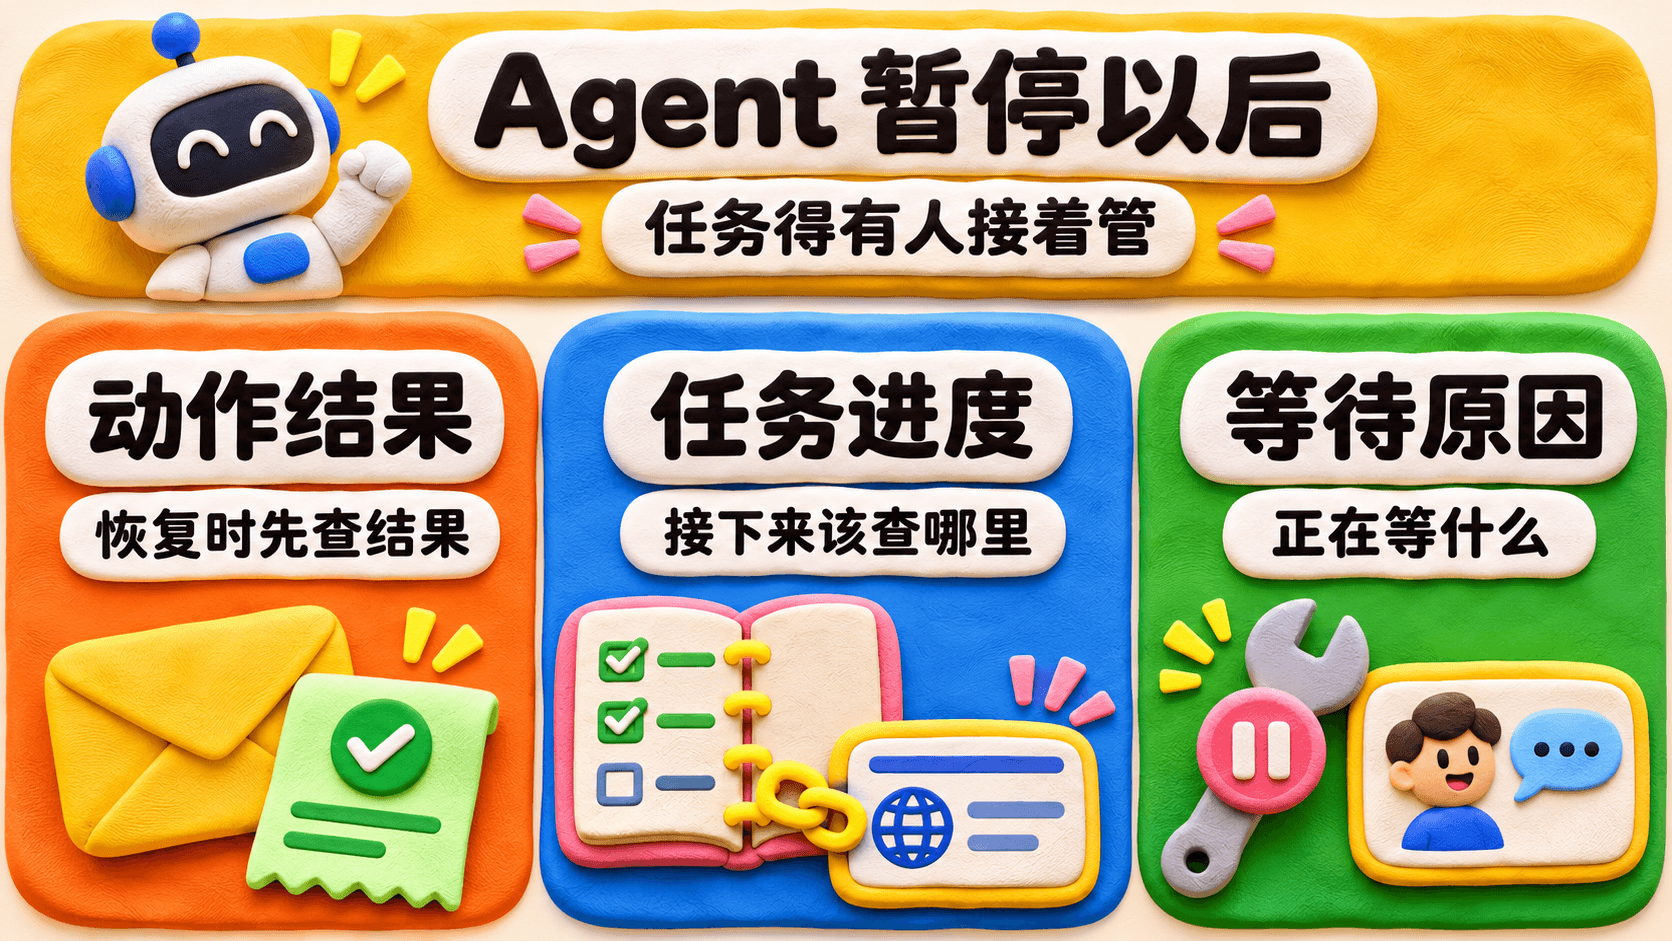 Agent 暂停以后
任务得有人接着管
动作结果
恢复时先查结果
任务进度
接下来该查哪里
等待原因
正在等什么